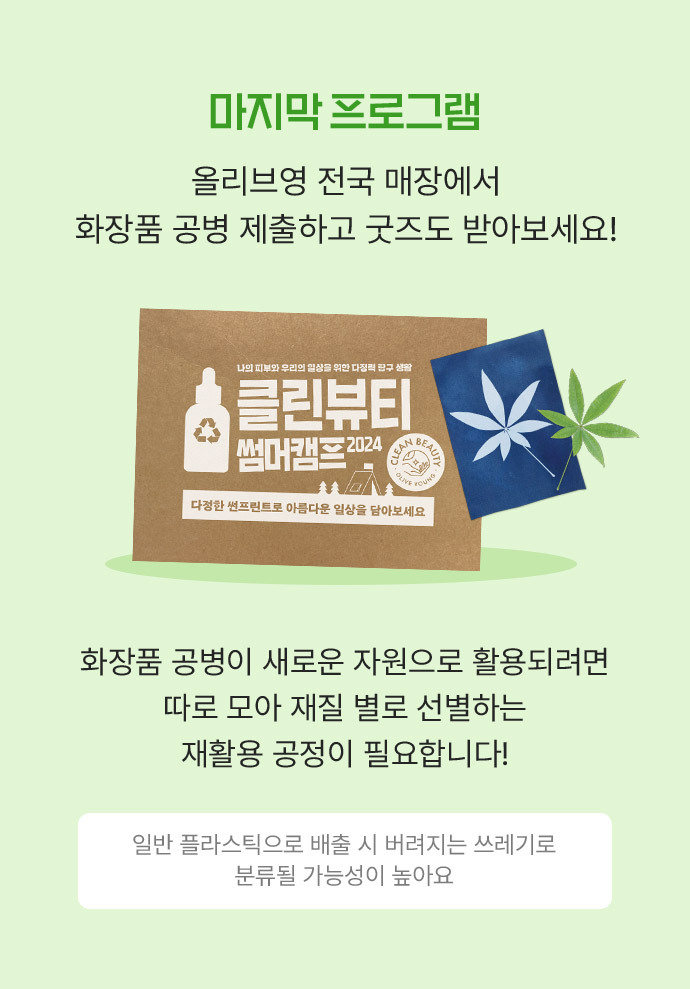 마지막 프로그램
올리브영 전국 매장에서
화장품 공병 제출하고 굿즈도 받아보세요!
나의 피부와 우리의 일상을 위한 다정력 탐구 생활
클린뷰티
썸머캠프 2024
CLEAN BEAUTY
OLIVE YOUNG
다정한 썬프린트로 아름다운 일상을 담아보세요
화장품 공병이 새로운 자원으로 활용되려면
따로 모아 재질 별로 선별하는
재활용 공정이 필요합니다!
일반 플라스틱으로 배출 시 버려지는 쓰레기로
분류될 가능성이 높아요